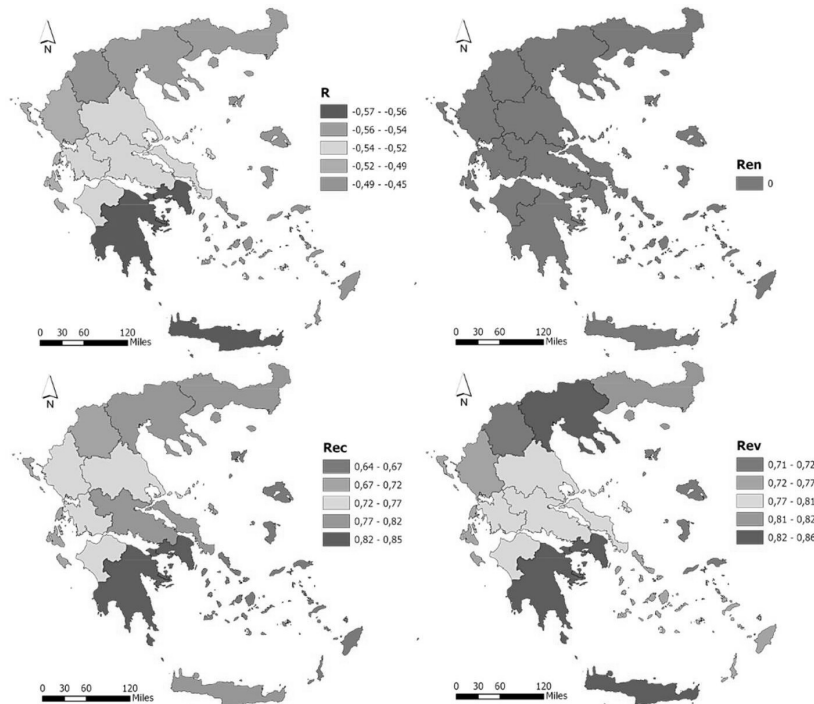 N
R
-0,57 - -0,56
-0,56 - -0,54
-0,54 - -0,52
-0,52 - -0,49
-0,49 - -0,45
0 30 60 120
Miles
N
Ren
0
0 30 60 120
Miles
N
Rec
0,64 - 0,67
0,67 - 0,72
0,72 - 0,77
0,77 - 0,82
0,82 - 0,85
0 30 60 120
Miles
N
Rev
0,71 - 0,72
0,72 - 0,77
0,77 - 0,81
0,81 - 0,82
0,82 - 0,86
0 30 60 120
Miles